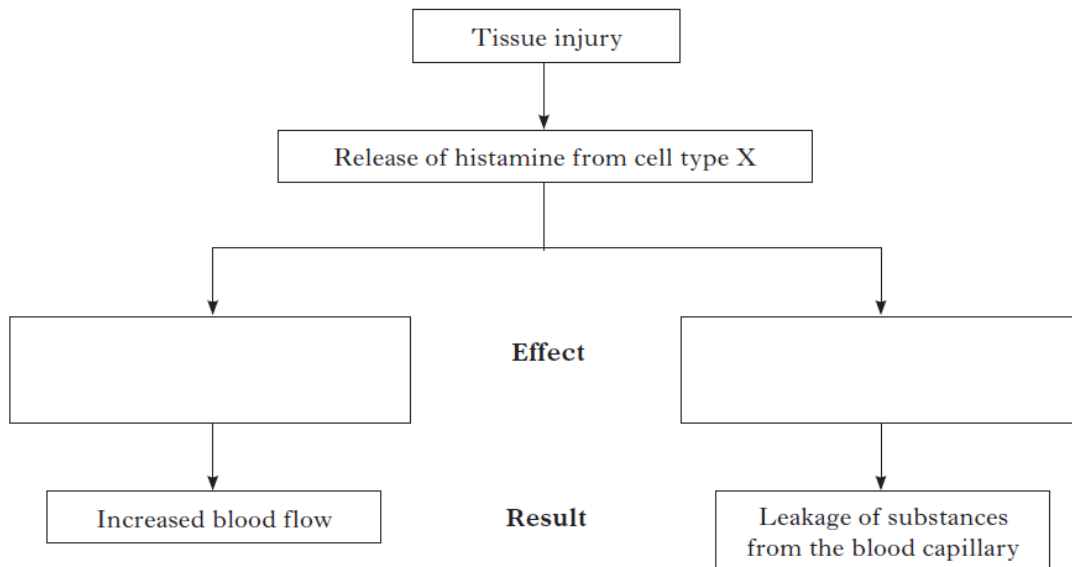 Tissue injury
Release of histamine from cell type X
Effect
Increased blood flow
Result
Leakage of substances
from the blood capillary